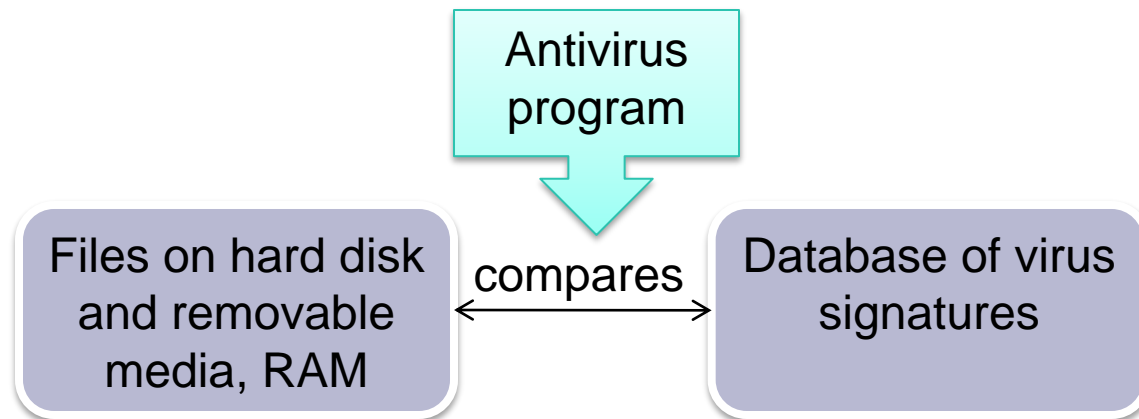 Antivirus
program
Files on hard disk
and removable
media, RAM
compares
Database of virus
signatures